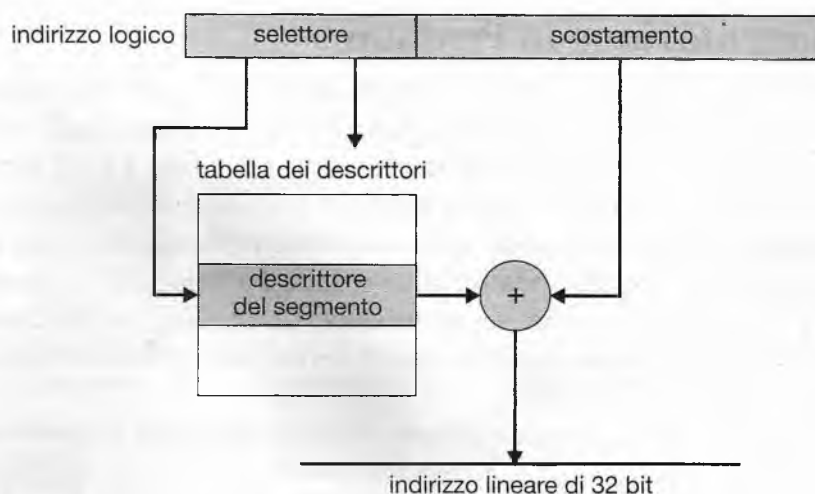 indirizzo logico
selettore
scostamento
tabella dei descrittori
descrittore
del segmento
+
indirizzo lineare di 32 bit